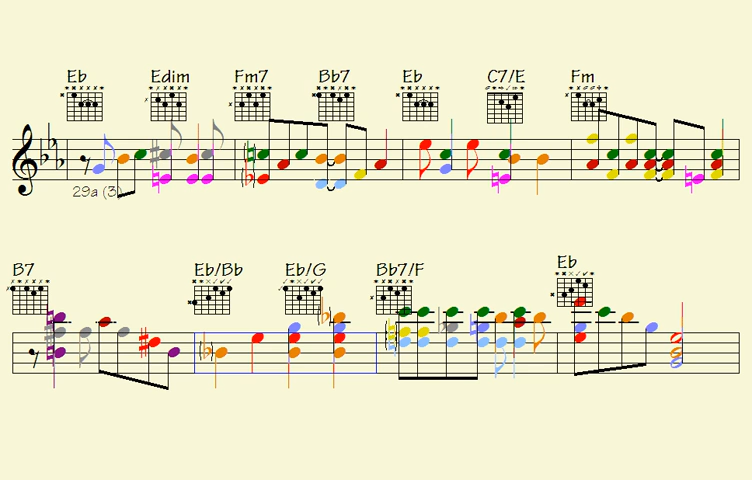 Eb Edim Fm7 Bb7 Eb C7/E Fm
29a (3)
B7 Eb/Bb Eb/G Bb7/F Eb